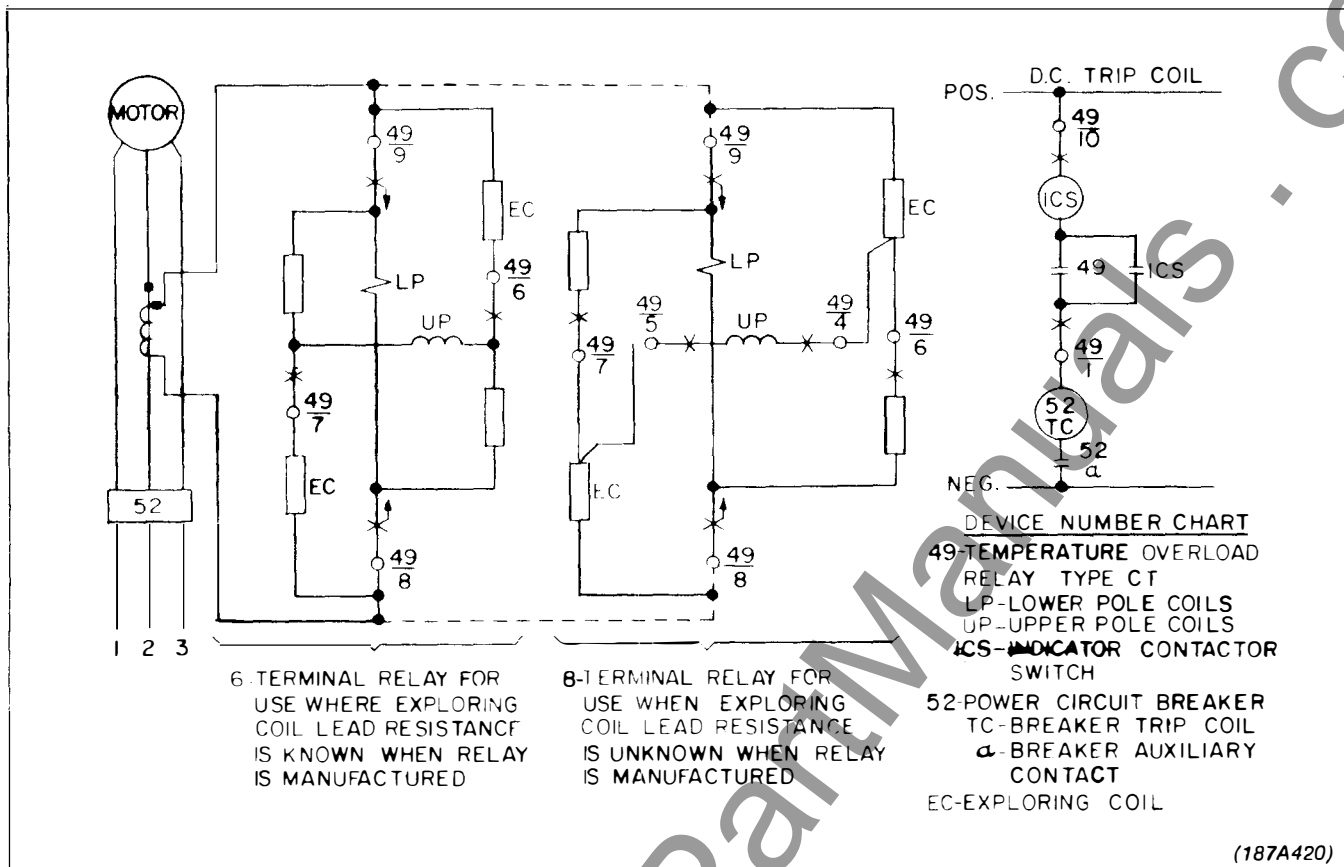 MOTOR
52
1 2 3
49
9
EC
49
6
LP
UP
49
7
EC
49
8
6-TERMINAL RELAY FOR
USE WHERE EXPLORING
COIL LEAD RESISTANCE
IS KNOWN WHEN RELAY
IS MANUFACTURED
49
9
EC
LP
49
5
UP
49
4
49
6
49
7
EC
49
8
8-TERMINAL RELAY FOR
USE WHEN EXPLORING
COIL LEAD RESISTANCE
IS UNKNOWN WHEN RELAY
IS MANUFACTURED
D.C. TRIP COIL
POS.
49
10
ICS
49
ICS
49
1
52
TC
52
a
NEG.
DEVICE NUMBER CHART
49-TEMPERATURE OVERLOAD
RELAY TYPE CT
LP-LOWER POLE COILS
UP-UPPER POLE COILS
ICS-INDICATOR CONTACTOR
SWITCH
52-POWER CIRCUIT BREAKER
TC-BREAKER TRIP COIL
a-BREAKER AUXILIARY
CONTACT
EC-EXPLORING COIL
(187A420)
PartManuals . co